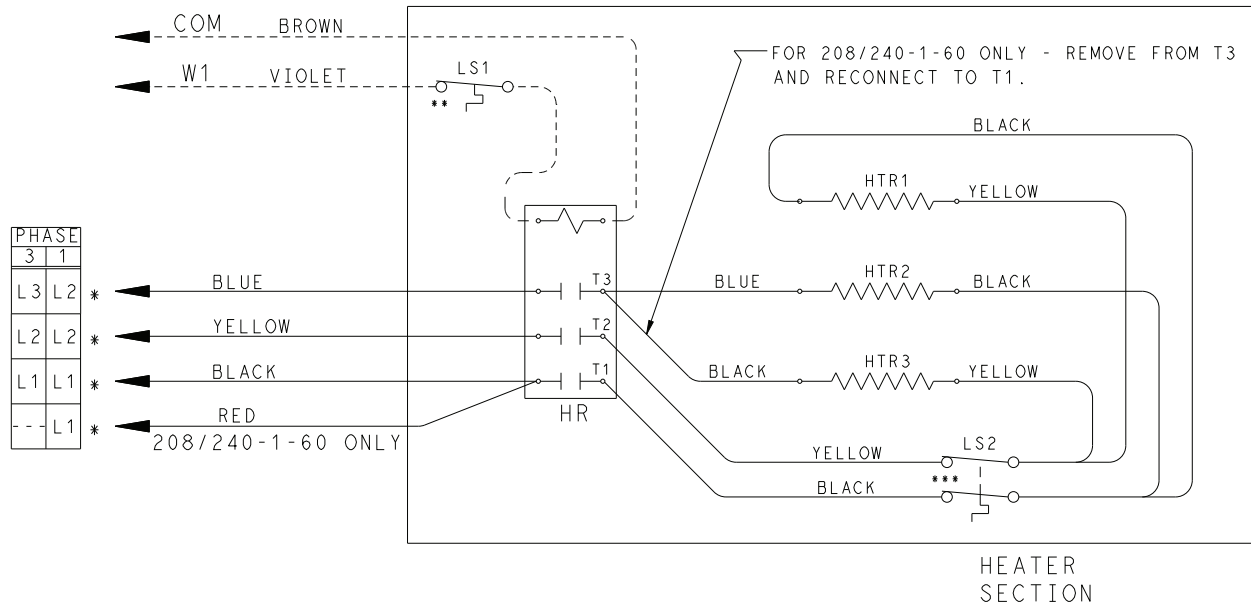 COM BROWN
W1 VIOLET LS1
**
FOR 208/240-1-60 ONLY - REMOVE FROM T3
AND RECONNECT TO T1.
BLACK
HTR1 YELLOW
PHASE
3 1
L3 L2 * BLUE T3 BLUE HTR2 BLACK
L2 L2 * YELLOW T2
L1 L1 * BLACK T1 BLACK HTR3 YELLOW
--- L1 * RED
208/240-1-60 ONLY
HR
YELLOW LS2
***
BLACK
HEATER
SECTION